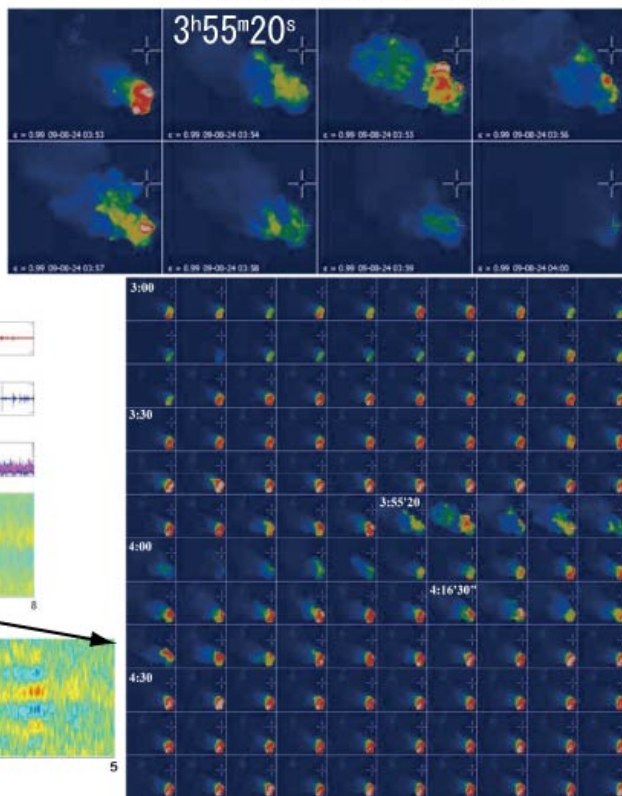 3h55m20s
ε = 0.99 09-08-24 03:53
ε = 0.99 09-08-24 03:54
ε = 0.99 09-08-24 03:53
ε = 0.99 09-08-24 03:56
ε = 0.99 09-08-24 03:57
ε = 0.99 09-08-24 03:58
ε = 0.99 09-08-24 03:59
ε = 0.99 09-08-24 04:00
3:00
3:30
3:55'20
4:00
8
4:16'30"
4:30
5